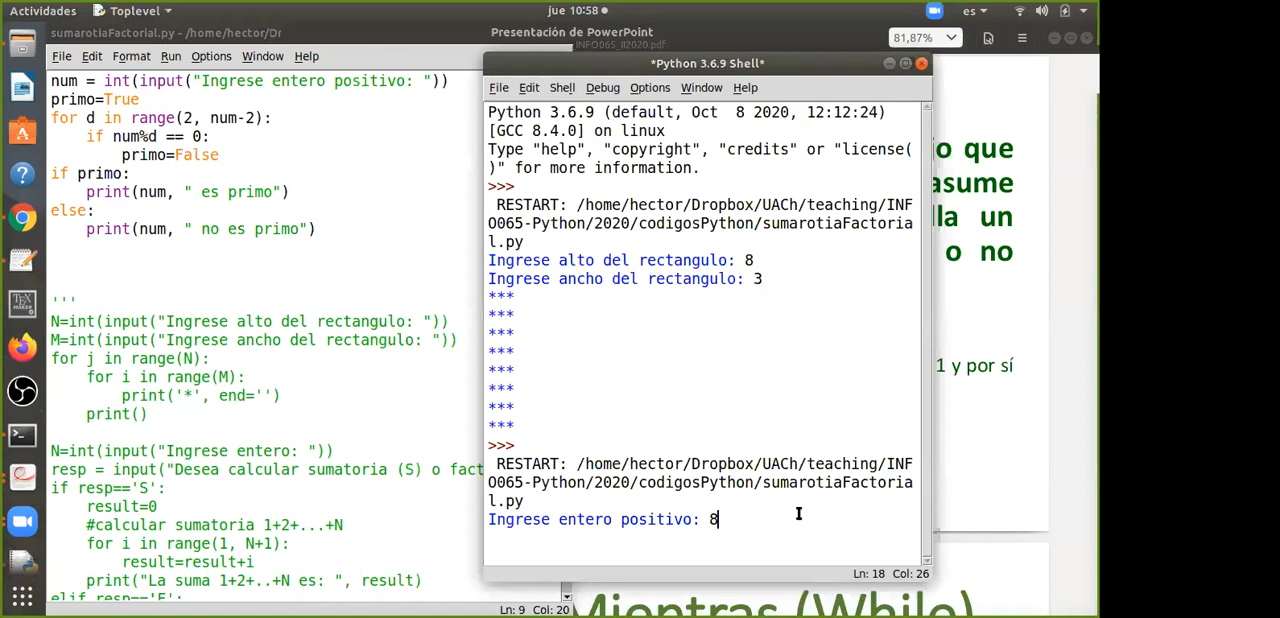 Actividades
Toplevel
jue 10:58
es
sumarotiaFactorial.py - /home/hector/Dr
Presentación de PowerPoint
INFO065_II2020.pdf
81,87%
File Edit Format Run Options Window Help
num = int(input("Ingrese entero positivo: "))
primo=True
for d in range(2, num-2):
    if num%d == 0:
        primo=False
if primo:
    print(num, " es primo")
else:
    print(num, " no es primo")
'''
N=int(input("Ingrese alto del rectangulo: "))
M=int(input("Ingrese ancho del rectangulo: "))
for j in range(N):
    for i in range(M):
        print('*', end='')
    print()
N=int(input("Ingrese entero: "))
resp = input("Desea calcular sumatoria (S) o fact
if resp=='S':
    result=0
    #calcular sumatoria 1+2+...+N
    for i in range(1, N+1):
        result=result+i
    print("La suma 1+2+..+N es: ", result)
elif resp=='F':
Ln: 9 Col: 20
*Python 3.6.9 Shell*
File Edit Shell Debug Options Window Help
Python 3.6.9 (default, Oct  8 2020, 12:12:24)
[GCC 8.4.0] on linux
Type "help", "copyright", "credits" or "license(
)" for more information.
>>>
 RESTART: /home/hector/Dropbox/UACh/teaching/INF
O065-Python/2020/codigosPython/sumarotiaFactoria
l.py
Ingrese alto del rectangulo: 8
Ingrese ancho del rectangulo: 3
***
***
***
***
***
***
***
***
>>>
 RESTART: /home/hector/Dropbox/UACh/teaching/INF
O065-Python/2020/codigosPython/sumarotiaFactoria
l.py
Ingrese entero positivo: 8
Ln: 18 Col: 26
que
asume
un
o no
1 y por sí
Mientras (While)